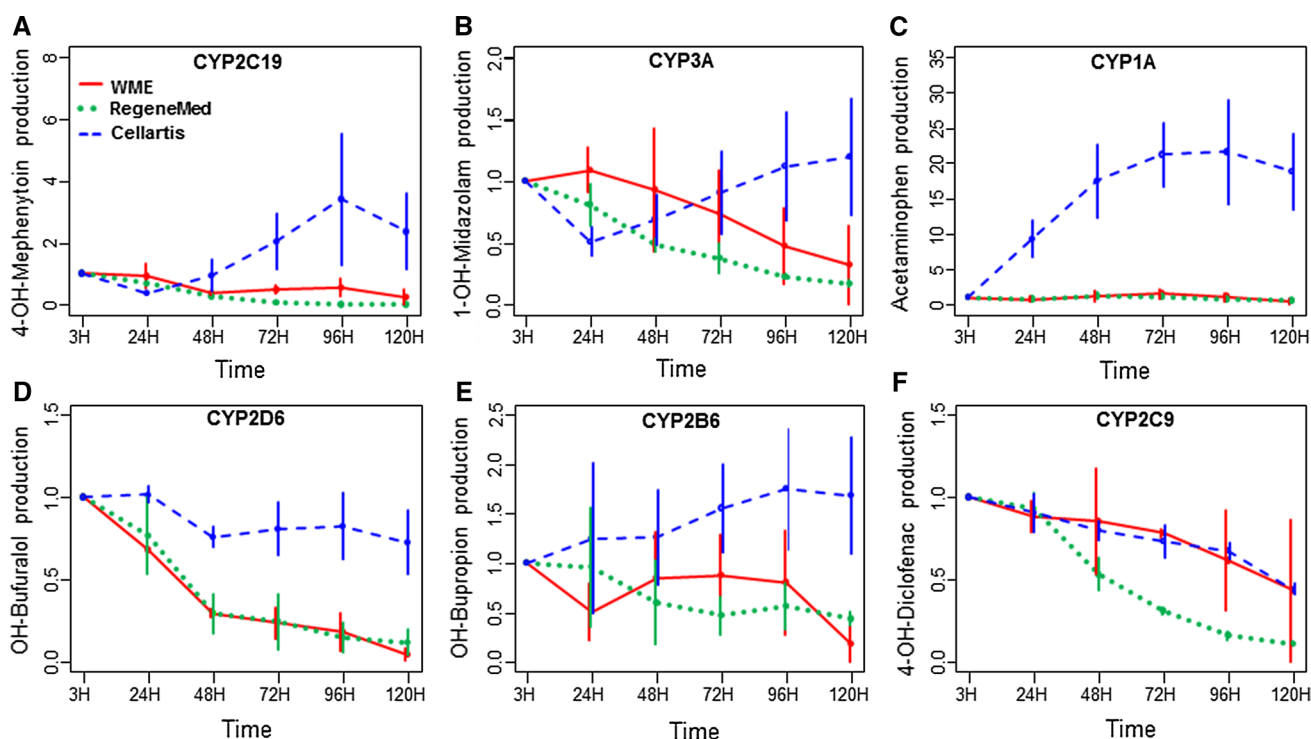 A
CYP2C19
WME
RegeneMed
Cellartis
4-OH-Mephenytoin production
8
6
4
2
0
3H 24H 48H 72H 96H 120H
Time
B
CYP3A
1-OH-Midazolam production
2.0
1.5
1.0
0.5
0.0
3H 24H 48H 72H 96H 120H
Time
C
CYP1A
Acetaminophen production
35
30
25
20
15
10
5
0
3H 24H 48H 72H 96H 120H
Time
D
CYP2D6
OH-Bufuralol production
1.5
1.0
0.5
0.0
3H 24H 48H 72H 96H 120H
Time
E
CYP2B6
OH-Bupropion production
2.5
2.0
1.5
1.0
0.5
0.0
3H 24H 48H 72H 96H 120H
Time
F
CYP2C9
4-OH-Diclofenac production
1.5
1.0
0.5
0.0
3H 24H 48H 72H 96H 120H
Time